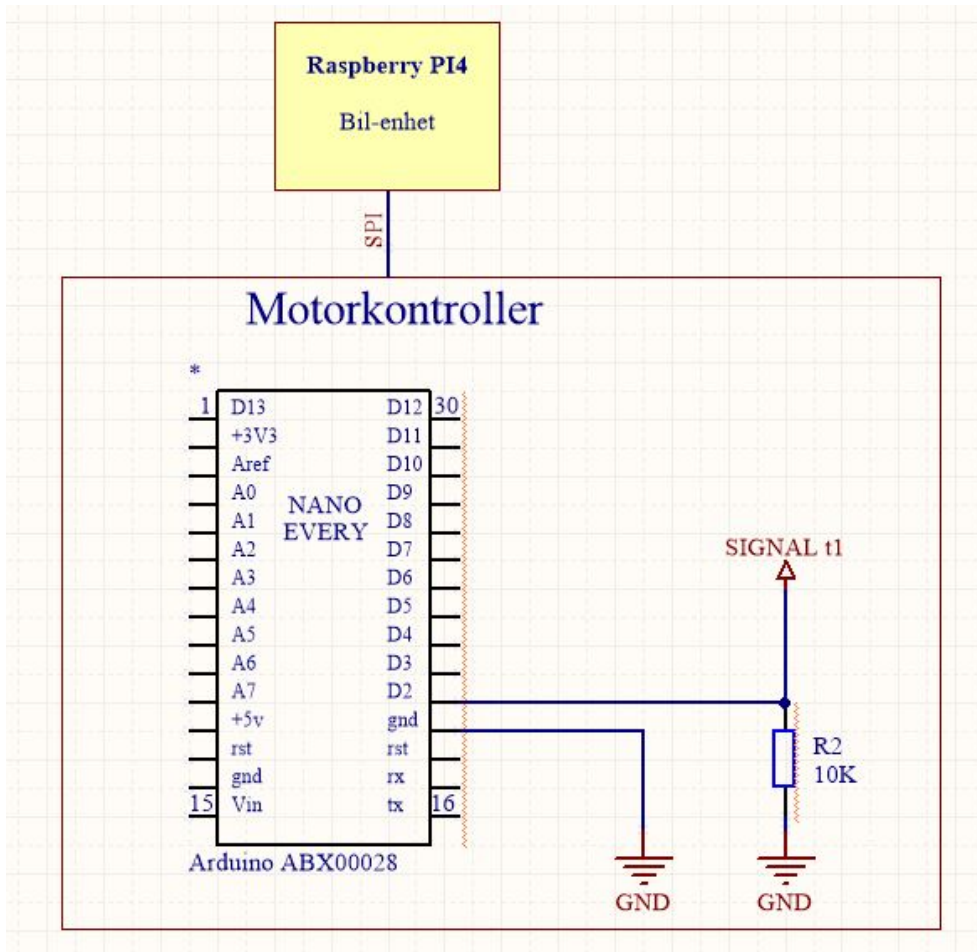 Raspberry PI4
Bil-enhet
SPI
Motorkontroller
*
1 D13 D12 30
+3V3 D11
Aref D10
A0 D9
NANO
A1 D8
EVERY
A2 D7
A3 D6
A4 D5
A5 D4
A6 D3
A7 D2
+5v gnd
rst rst
gnd rx
15 Vin tx 16
Arduino ABX00028
SIGNAL t1
R2
10K
GND
GND